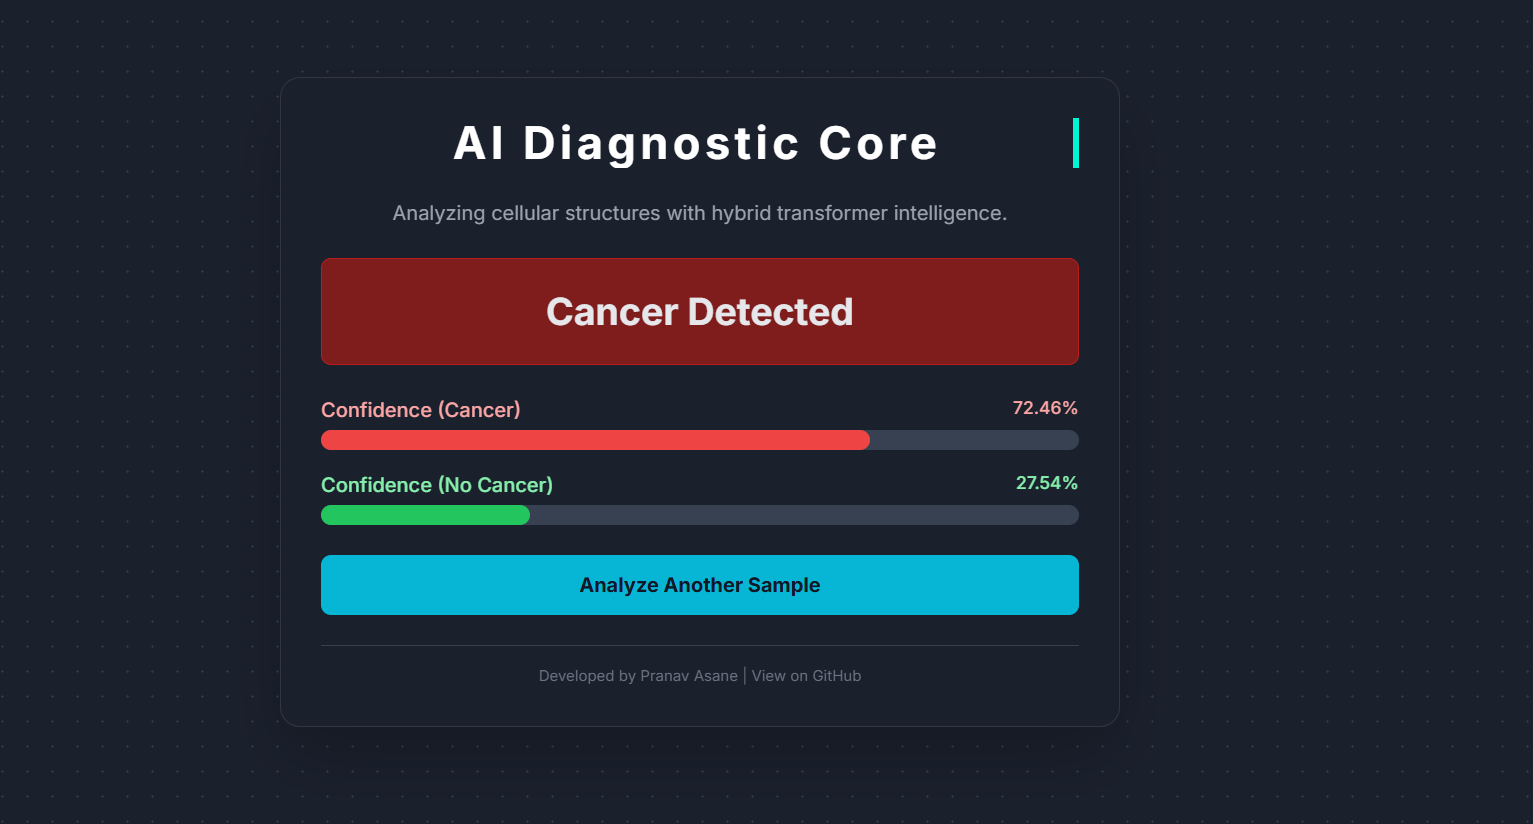 AI Diagnostic Core
Analyzing cellular structures with hybrid transformer intelligence.
Cancer Detected
Confidence (Cancer) 72.46%
Confidence (No Cancer) 27.54%
Analyze Another Sample
Developed by Pranav Asane | View on GitHub